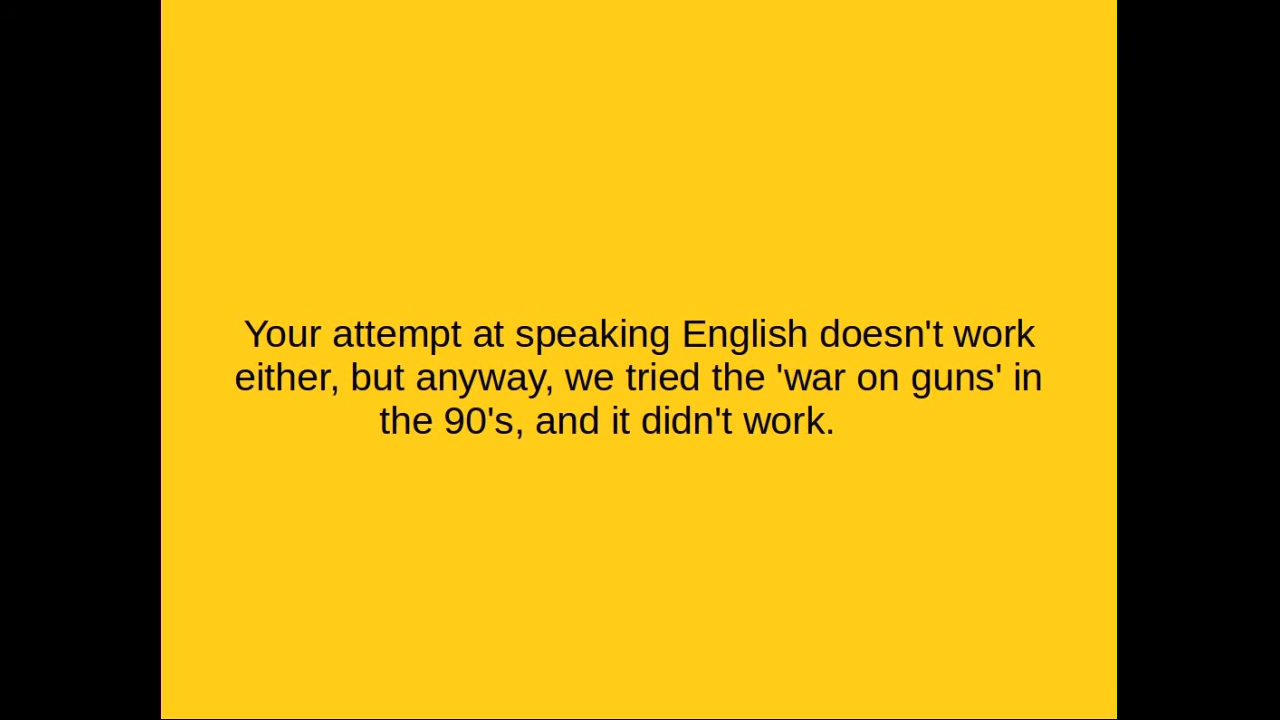 Your attempt at speaking English doesn't work
either, but anyway, we tried the 'war on guns' in
the 90's, and it didn't work.